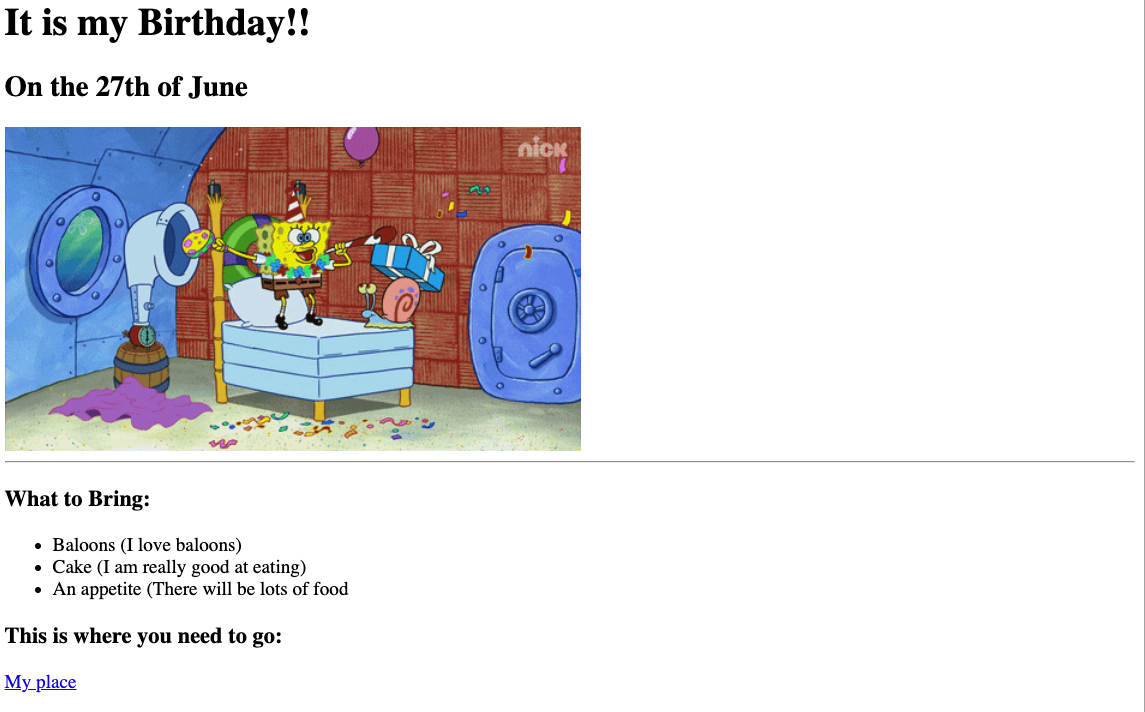 It is my Birthday!!
On the 27th of June
nick
What to Bring:
Baloons (I love baloons)
Cake (I am really good at eating)
An appetite (There will be lots of food
This is where you need to go:
My place